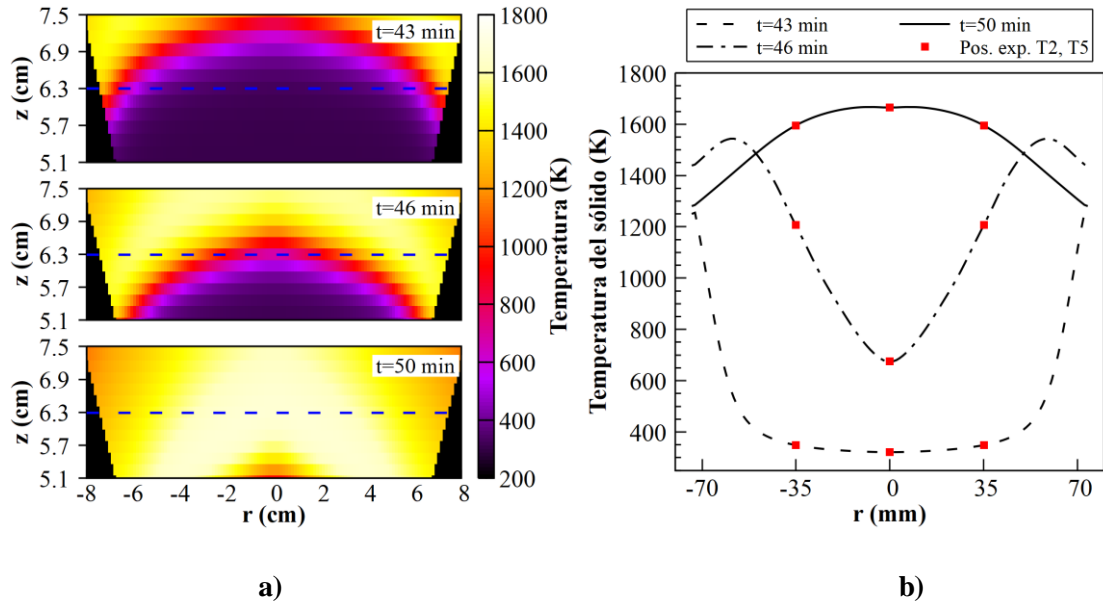 7.5
6.9
6.3
5.7
5.1
z (cm)
t=43 min
7.5
6.9
6.3
5.7
5.1
z (cm)
t=46 min
7.5
6.9
6.3
5.7
5.1
z (cm)
t=50 min
-8 -6 -4 -2 0 2 4 6 8
r (cm)
1800
1600
1400
1200
1000
800
600
400
200
Temperatura (K)
a)
t=43 min
t=46 min
t=50 min
Pos. exp. T2, T5
1800
1600
1400
1200
1000
800
600
400
Temperatura del sólido (K)
-70 -35 0 35 70
r (mm)
b)